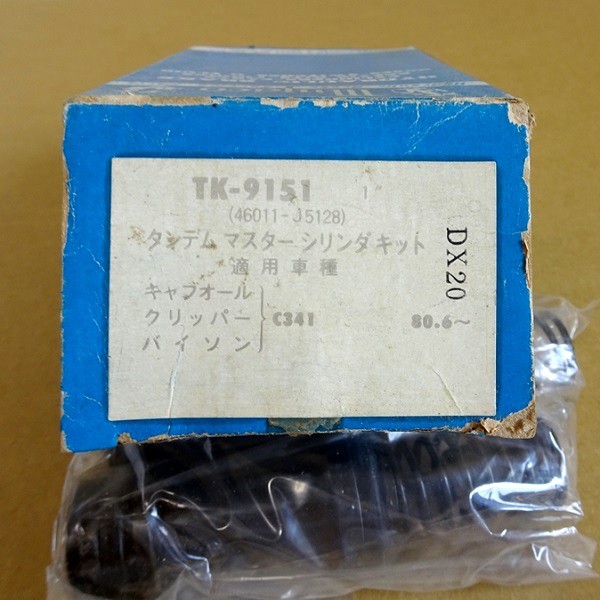 TK-9151 1"
(46011-J5128)
タンデム マスター シリンダ キット
適用車種
キャブオール
クリッパー
バイソン
C341
80.6～
DX20